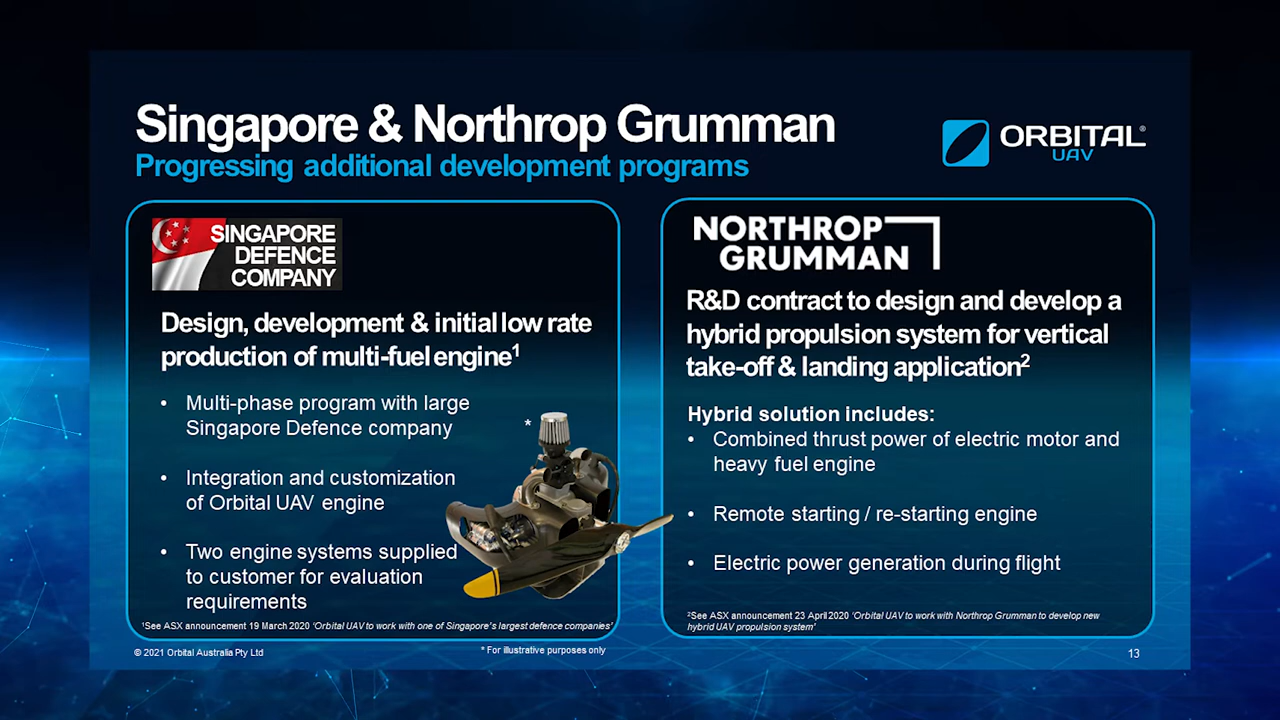 Singapore & Northrop Grumman
Progressing additional development programs
ORBITAL®
UAV
SINGAPORE
DEFENCE
COMPANY
Design, development & initial low rate
production of multi-fuel engine¹
• Multi-phase program with large
Singapore Defence company
• Integration and customization
of Orbital UAV engine
• Two engine systems supplied
to customer for evaluation
requirements
*
¹See ASX announcement 19 March 2020 ‘Orbital UAV to work with one of Singapore’s largest defence companies’
NORTHROP
GRUMMAN
R&D contract to design and develop a
hybrid propulsion system for vertical
take-off & landing application²
Hybrid solution includes:
• Combined thrust power of electric motor and
heavy fuel engine
• Remote starting / re-starting engine
• Electric power generation during flight
²See ASX announcement 23 April 2020 ‘Orbital UAV to work with Northrop Grumman to develop new
hybrid UAV propulsion system’
© 2021 Orbital Australia Pty Ltd
* For illustrative purposes only
13